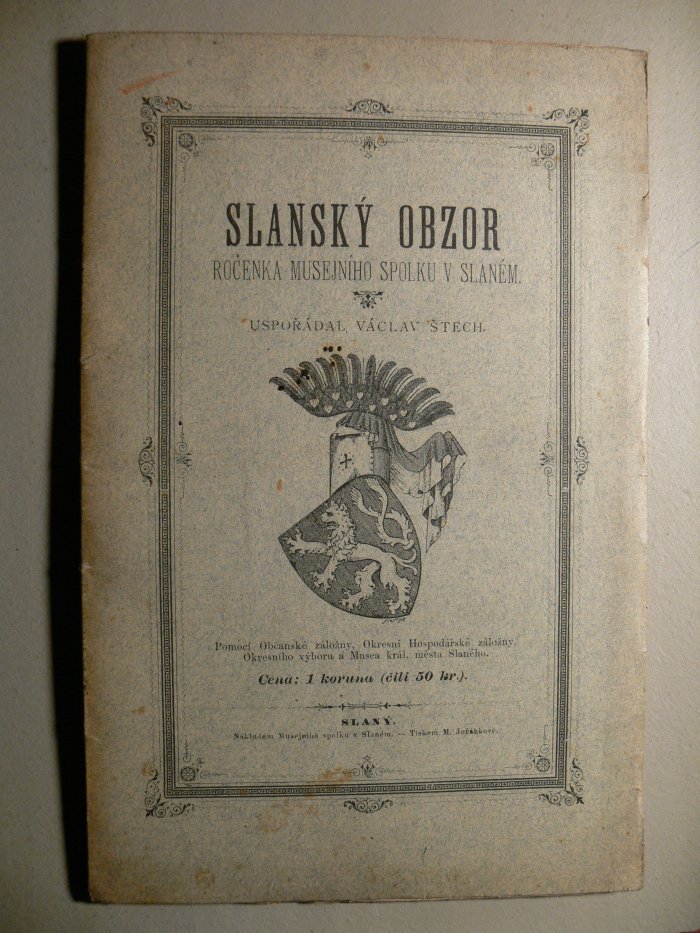 SLANSKÝ OBZOR
ROČENKA MUSEJNÍHO SPOLKU V SLANÉM.
USPOŘÁDAL VÁCLAV ŠTECH.
Pomocí Občanské záložny, Okresní Hospodářské záložny,
Okresního výboru a Musea král. města Slaného.
Cena: 1 koruna (čili 50 kr.).
SLANÝ.
Nákladem Musejního spolku v Slaném. — Tiskem M. Jeřábkové.